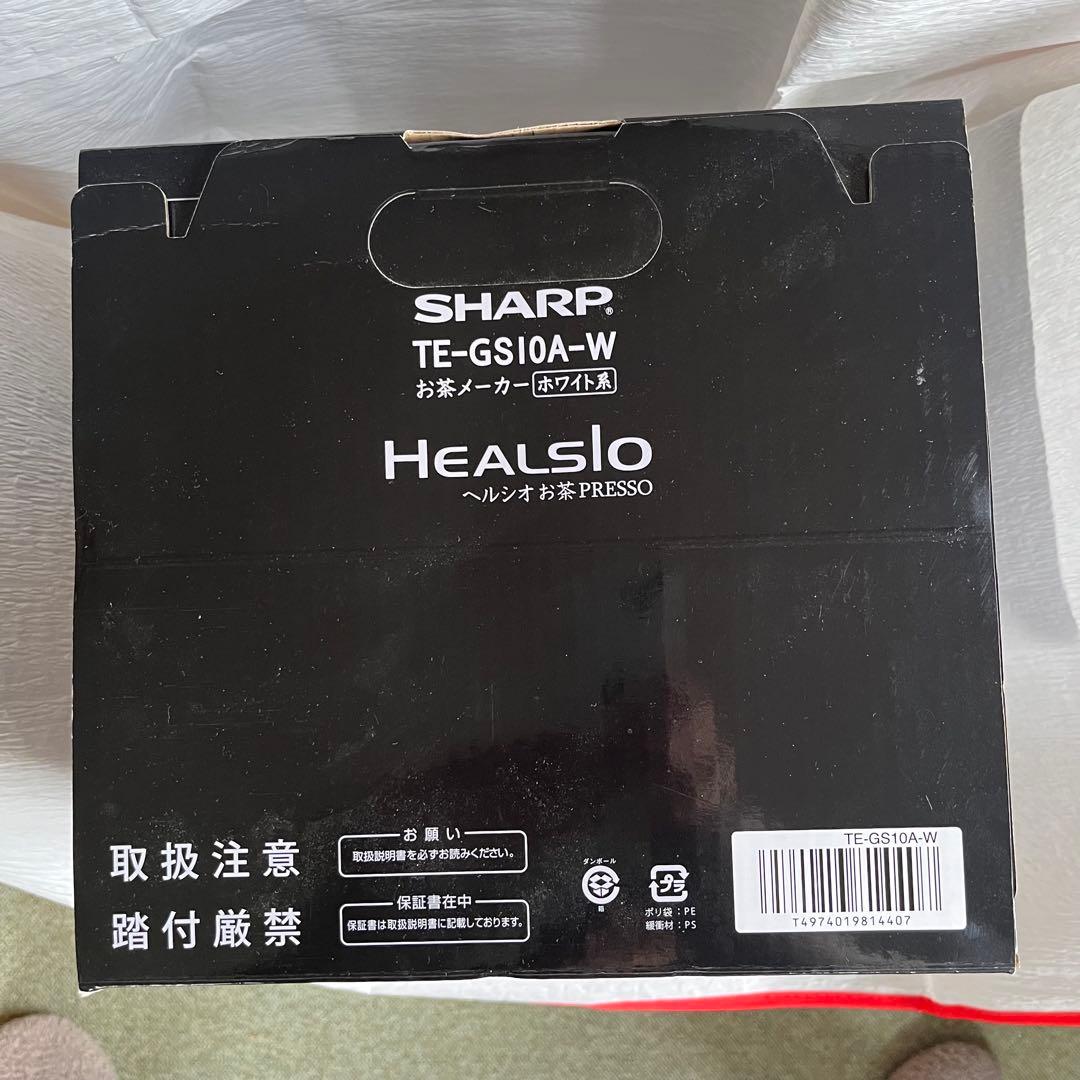 SHARP®
TE-GS10A-W
お茶メーカー ホワイト系
HEALSIO
ヘルシオお茶PRESSO
取扱注意
踏付厳禁
お願い
取扱説明書を必ずお読みください。
保証書在中
保証書は取扱説明書に記載しております。
ダンボール
箱
プラ
ポリ袋：PE
緩衝材：PS
TE-GS10A-W
T4974019814407